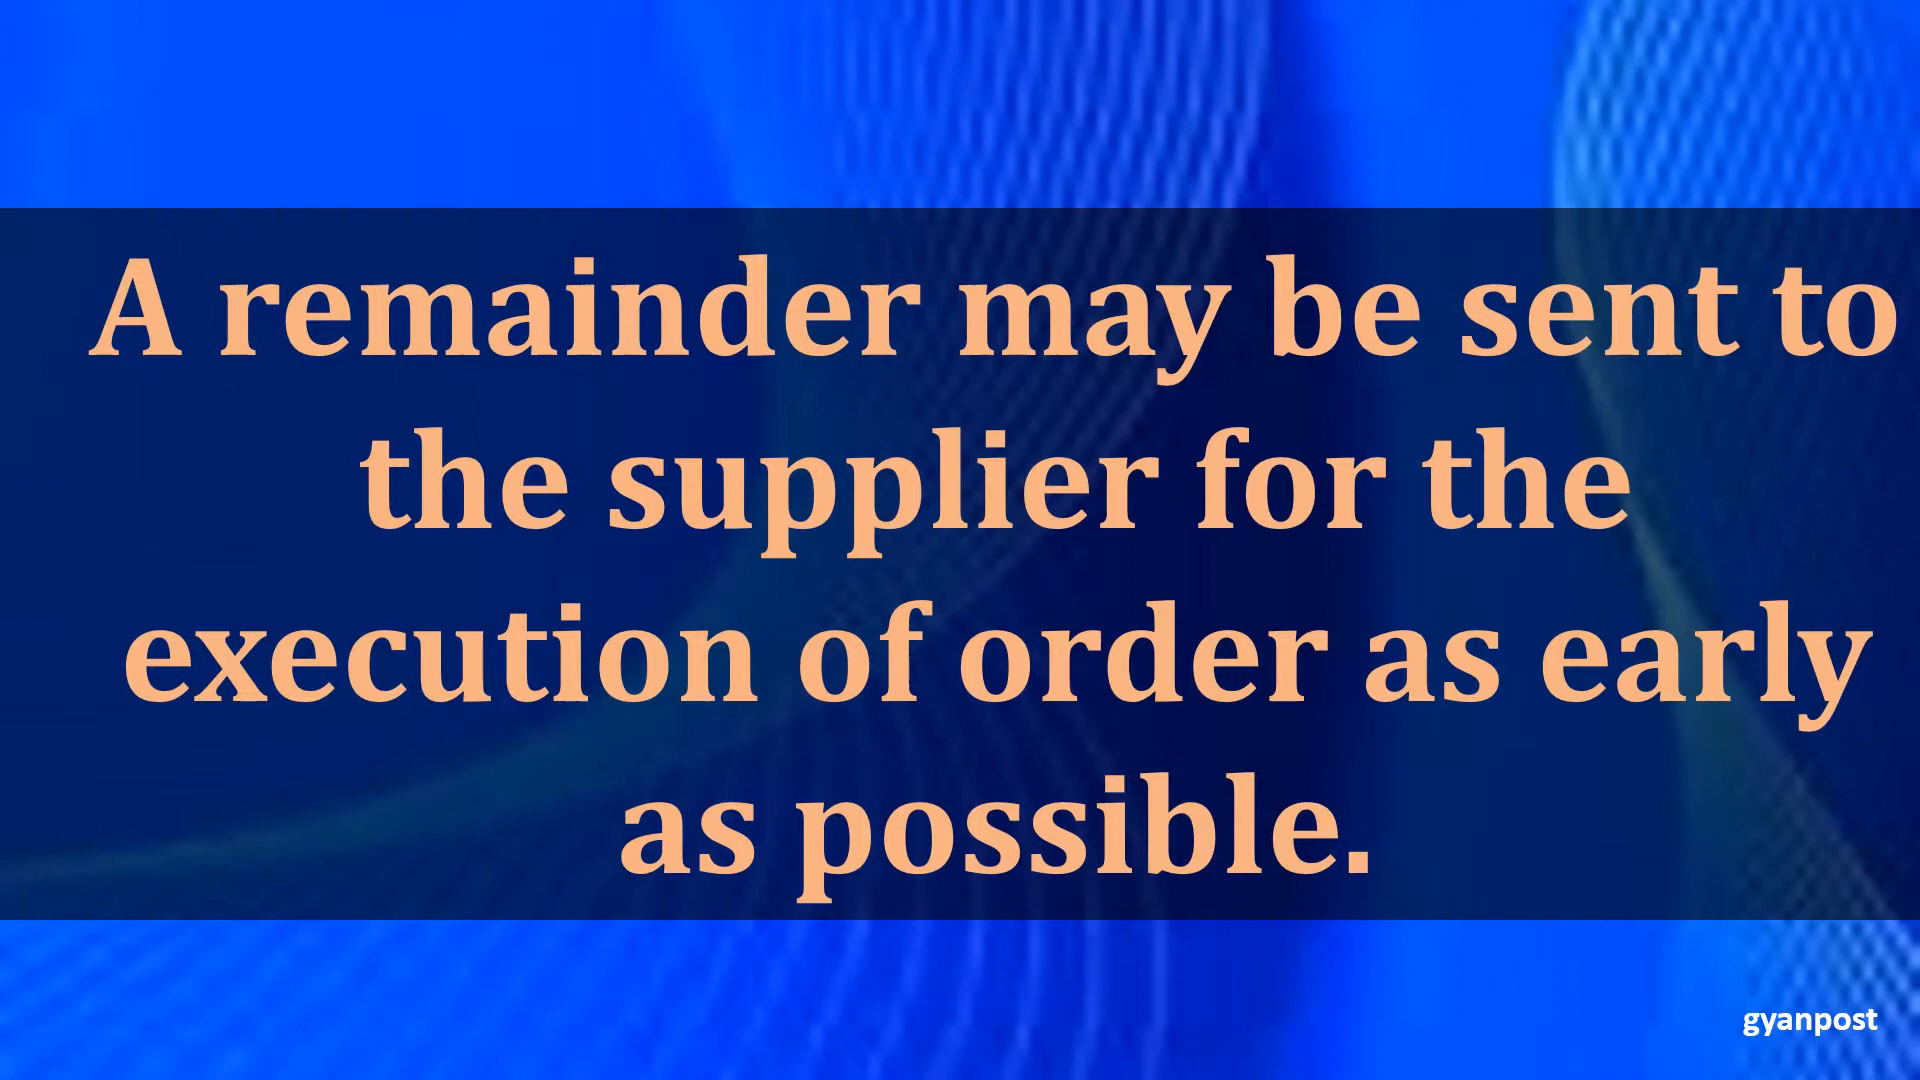 A remainder may be sent to
the supplier for the
execution of order as early
as possible.
gyanpost